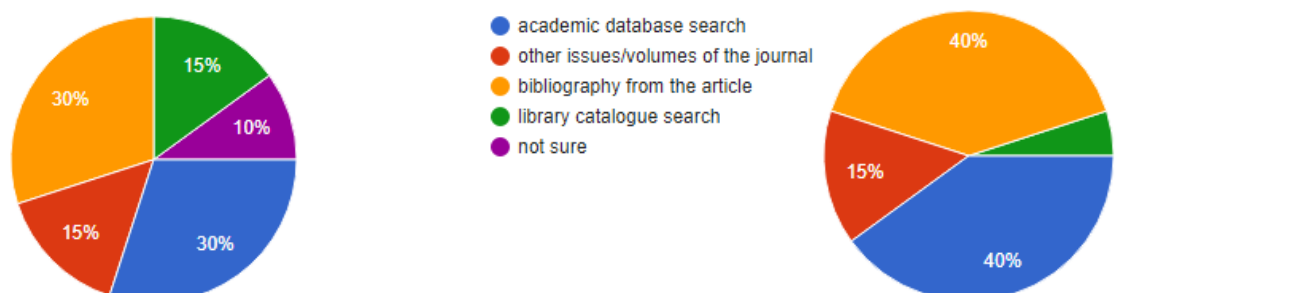 15%
30%
10%
15%
30%
academic database search
other issues/volumes of the journal
bibliography from the article
library catalogue search
not sure
40%
15%
40%